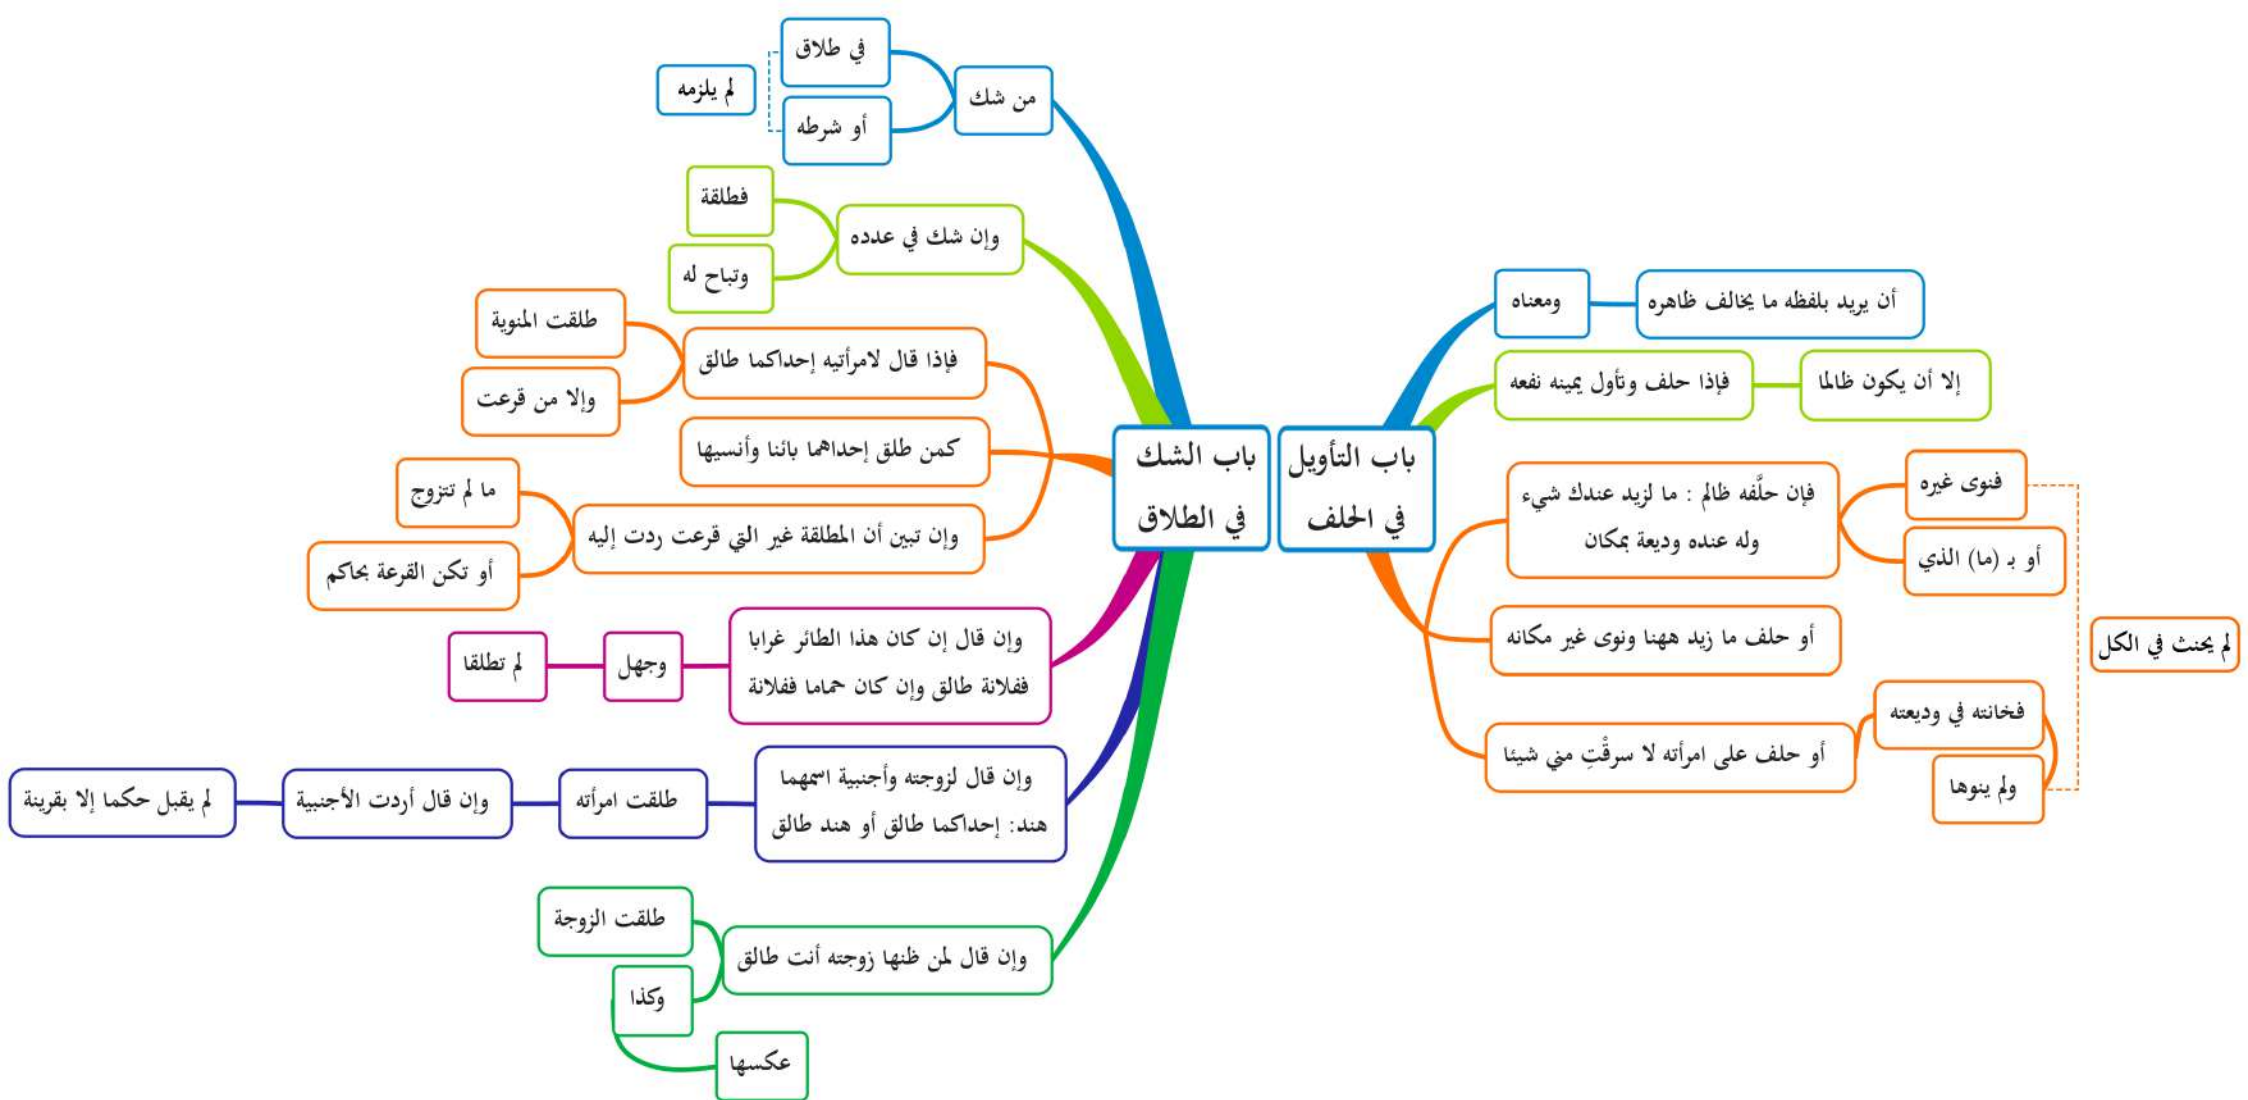 باب التأويل
في الحلف
ومعناه
أن يريد بلفظه ما يخالف ظاهره
فإذا حلف وتأول يمينه نفعه
إلا أن يكون ظالما
فإن حلَّفه ظالم : ما لزيد عندك شيء
وله عنده وديعة بمكان
فنوى غيره
أو بـ (ما) الذي
أو حلف ما زيد ههنا ونوى غير مكانه
أو حلف على امرأته لا سرقْتِ مني شيئا
فخانته في وديعته
ولم ينوها
لم يحنث في الكل
باب الشك
في الطلاق
من شك
في طلاق
أو شرطه
لم يلزمه
وإن شك في عدده
فطلقة
وتباح له
فإذا قال لامرأتيه إحداكما طالق
طلقت المنوية
وإلا من قرعت
كمن طلق إحداهما بائنا وأنسيها
وإن تبين أن المطلقة غير التي قرعت ردت إليه
ما لم تتزوج
أو تكن القرعة بحاكم
وإن قال إن كان هذا الطائر غرابا
ففلانة طالق وإن كان حماما ففلانة
وجهل
لم تطلقا
وإن قال لزوجته وأجنبية اسمهما
هند: إحداكما طالق أو هند طالق
طلقت امرأته
وإن قال أردت الأجنبية
لم يقبل حكما إلا بقرينة
وإن قال لمن ظنها زوجته أنت طالق
طلقت الزوجة
وكذا
عكسها